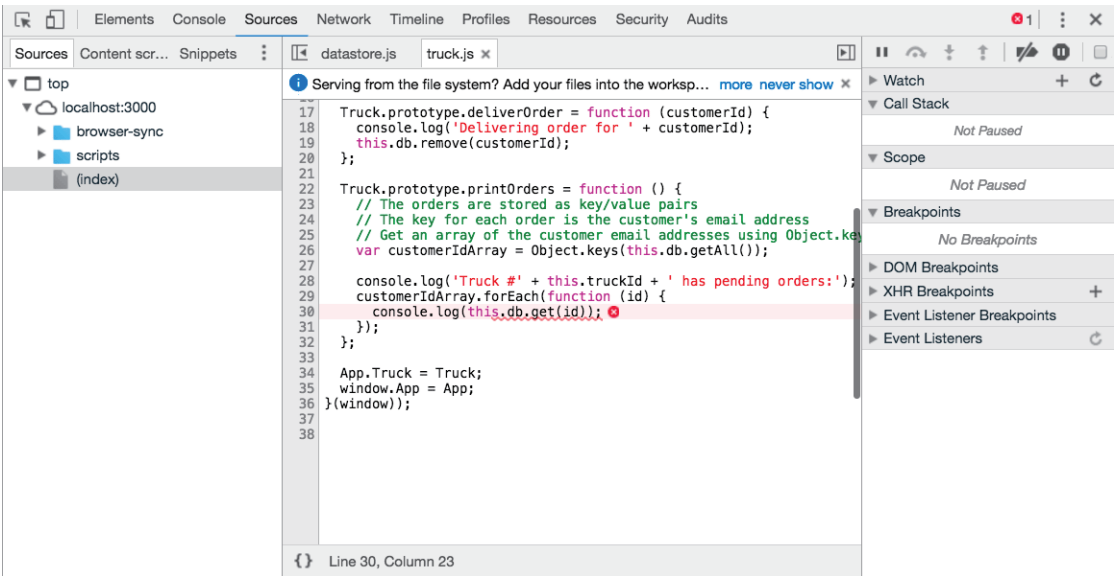 Elements Console Sources Network Timeline Profiles Resources Security Audits 1
Sources Content scr... Snippets datastore.js truck.js
top
localhost:3000
browser-sync
scripts
(index)
Serving from the file system? Add your files into the worksp... more never show
17 Truck.prototype.deliverOrder = function (customerId) {
18 console.log('Delivering order for ' + customerId);
19 this.db.remove(customerId);
20 };
21
22 Truck.prototype.printOrders = function () {
23 // The orders are stored as key/value pairs
24 // The key for each order is the customer's email address
25 // Get an array of the customer email addresses using Object.key
26 var customerIdArray = Object.keys(this.db.getAll());
27
28 console.log('Truck #' + this.truckId + ' has pending orders:');
29 customerIdArray.forEach(function (id) {
30 console.log(this.db.get(id));
31 });
32 };
33
34 App.Truck = Truck;
35 window.App = App;
36 }(window));
37
38
{} Line 30, Column 23
Watch
Call Stack
Not Paused
Scope
Not Paused
Breakpoints
No Breakpoints
DOM Breakpoints
XHR Breakpoints
Event Listener Breakpoints
Event Listeners